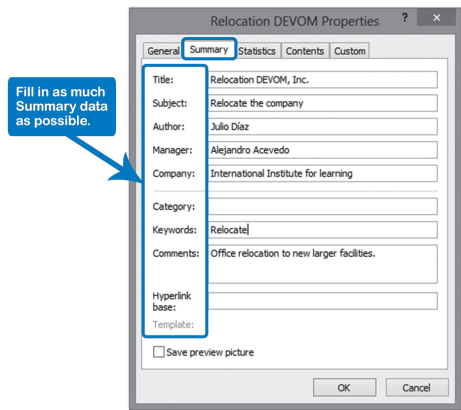 Relocation DEVOM Properties ? ×
General Summary Statistics Contents Custom
Fill in as much
Summary data
as possible.
Title: Relocation DEVOM, Inc.
Subject: Relocate the company
Author: Julio Díaz
Manager: Alejandro Acevedo
Company: International Institute for learning
Category:
Keywords: Relocate
Comments: Office relocation to new larger facilities.
Hyperlink
base:
Template:
Save preview picture
OK Cancel